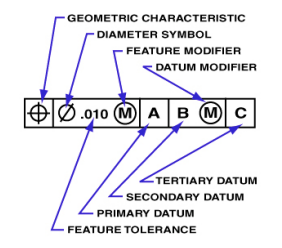 GEOMETRIC CHARACTERISTIC
DIAMETER SYMBOL
FEATURE MODIFIER
DATUM MODIFIER
⌖ ⌀ .010 Ⓜ A B Ⓜ C
TERTIARY DATUM
SECONDARY DATUM
PRIMARY DATUM
FEATURE TOLERANCE